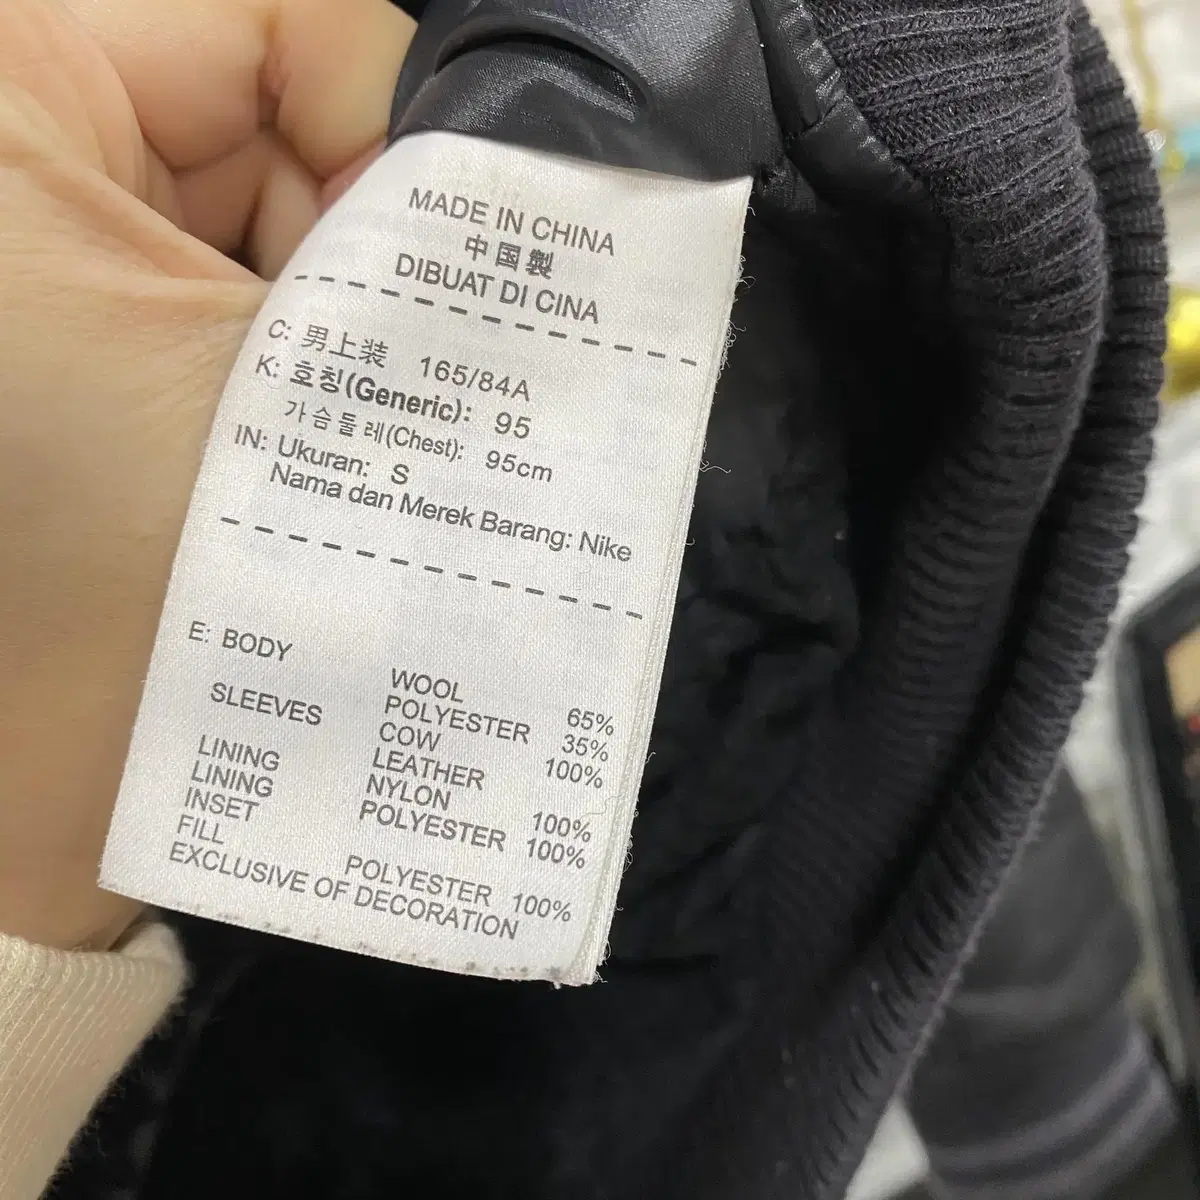 MADE IN CHINA
中国製
DIBUAT DI CINA
C: 男上装 165/84A
K: 호칭(Generic): 95
가슴둘레(Chest): 95cm
IN: Ukuran: S
Nama dan Merek Barang: Nike
E: BODY WOOL 65%
POLYESTER 35%
SLEEVES COW 100%
LEATHER
LINING NYLON 100%
LINING POLYESTER 100%
INSET
FILL POLYESTER 100%
EXCLUSIVE OF DECORATION